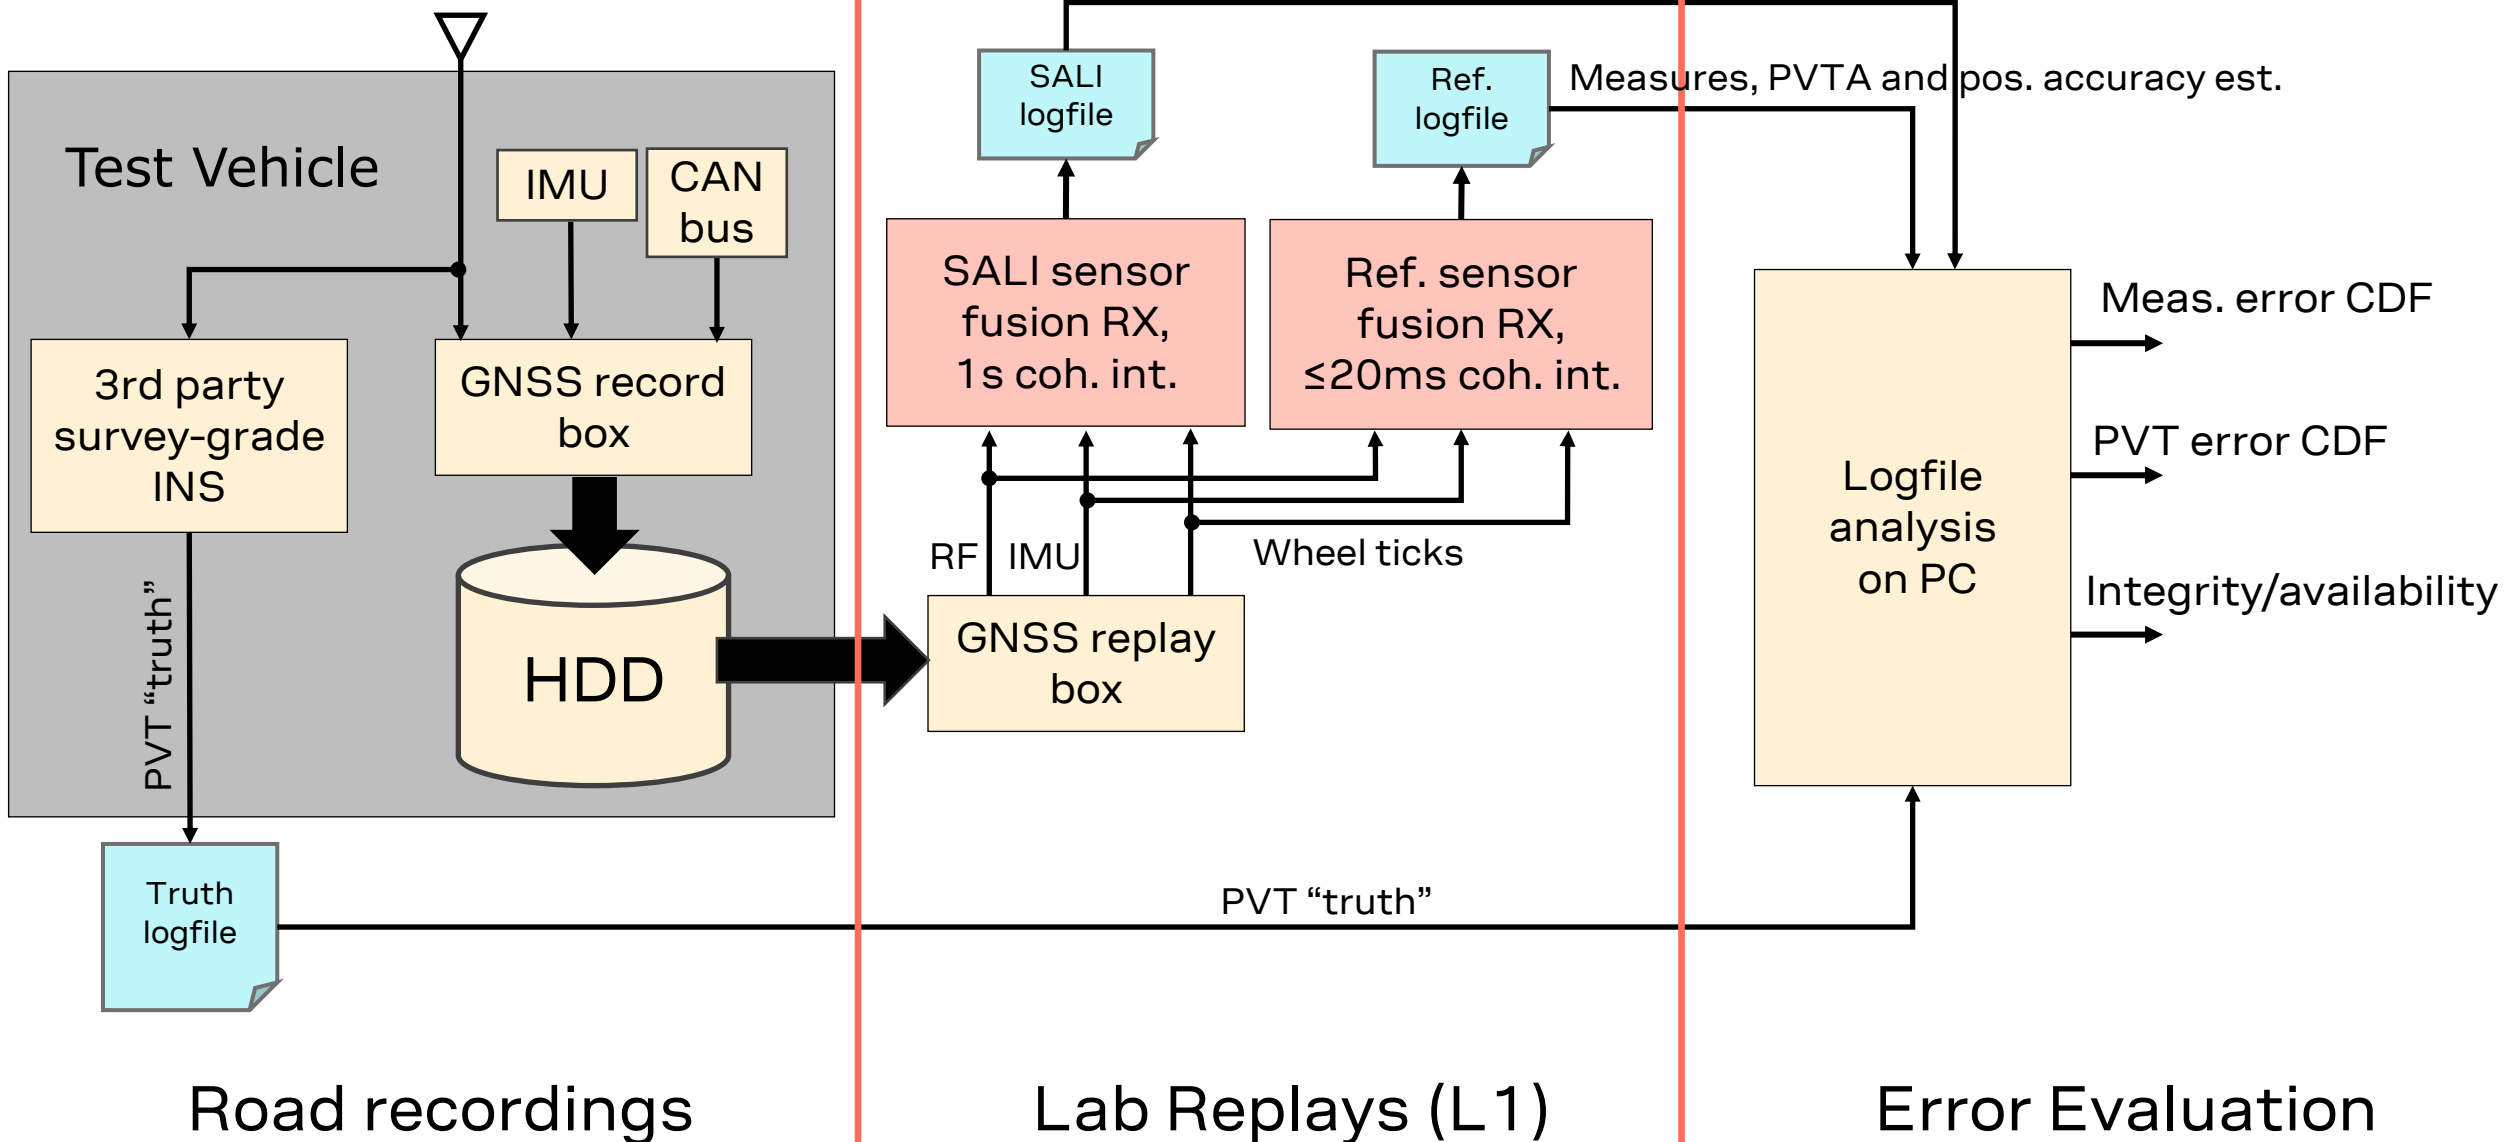 Test Vehicle
IMU
CAN
bus
3rd party
survey-grade
INS
GNSS record
box
HDD
PVT “truth”
Truth
logfile
Road recordings
SALI
logfile
Ref.
logfile
Measures, PVTA and pos. accuracy est.
SALI sensor
fusion RX,
1s coh. int.
Ref. sensor
fusion RX,
≤20ms coh. int.
RF
IMU
Wheel ticks
GNSS replay
box
PVT “truth”
Lab Replays (L1)
Logfile
analysis
on PC
Meas. error CDF
PVT error CDF
Integrity/availability
Error Evaluation